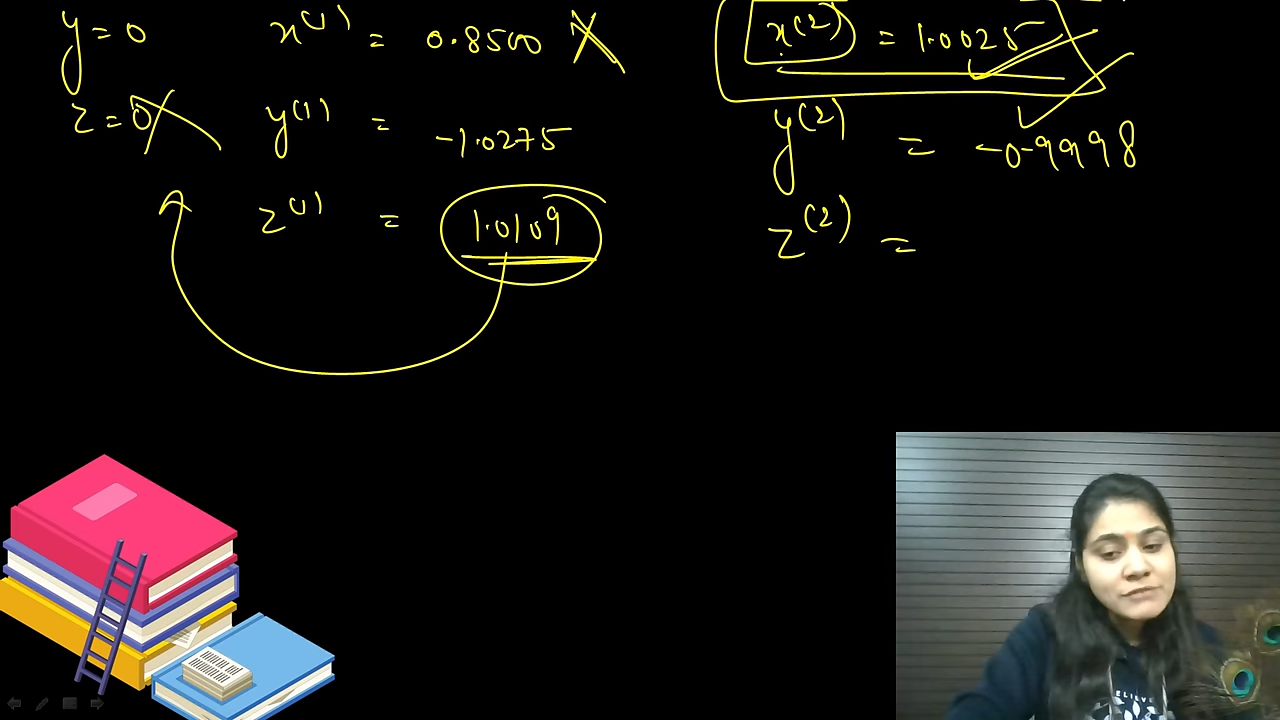 y = 0
z = 0
x⁽¹⁾ = 0.8500
y⁽¹⁾ = -1.0275
z⁽¹⁾ = 1.0109
x⁽²⁾ = 1.0025
y⁽²⁾ = -0.9998
z⁽²⁾ =